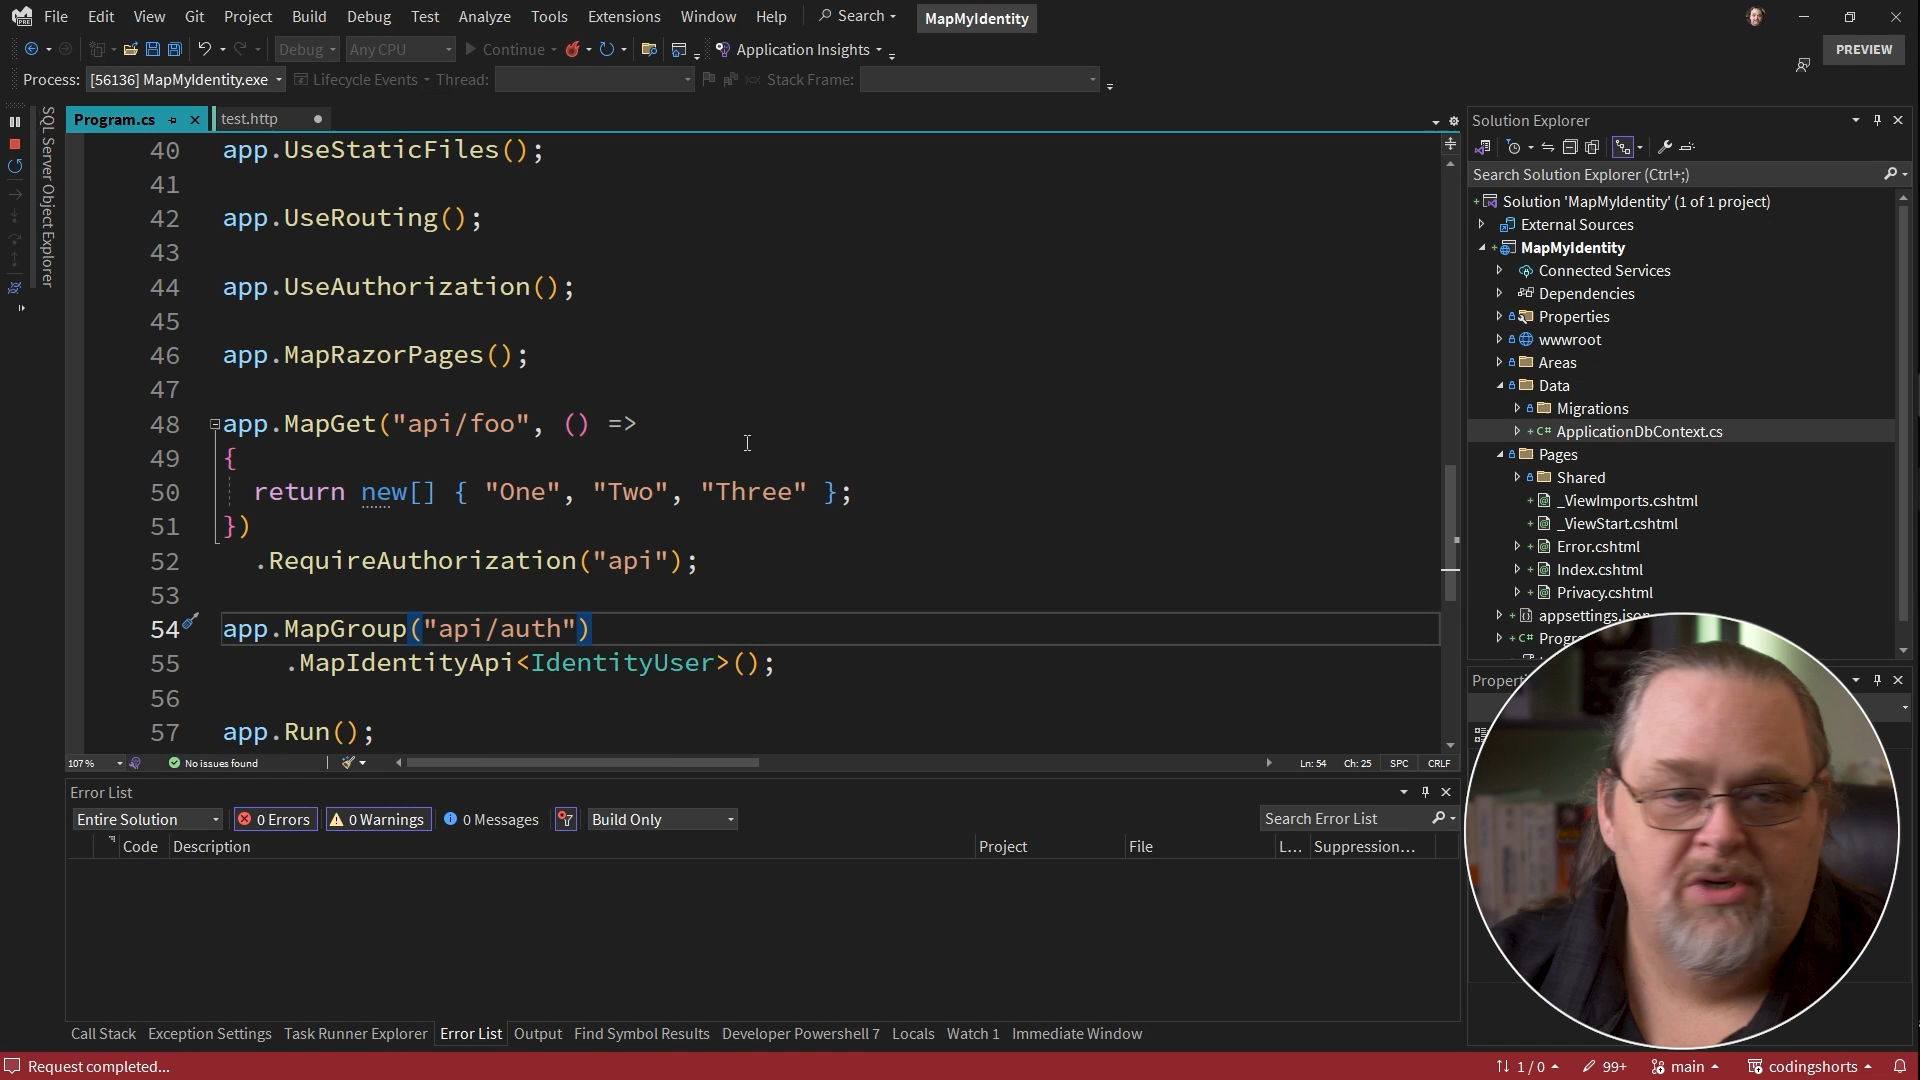 File Edit View Git Project Build Debug Test Analyze Tools Extensions Window Help Search MapMyIdentity
Debug Any CPU Continue Application Insights PREVIEW
Process: [56136] MapMyIdentity.exe Lifecycle Events Thread: Stack Frame:
SQL Server Object Explorer
Program.cs test.http
40 app.UseStaticFiles();
41
42 app.UseRouting();
43
44 app.UseAuthorization();
45
46 app.MapRazorPages();
47
48 app.MapGet("api/foo", () =>
49 {
50 return new[] { "One", "Two", "Three" };
51 })
52 .RequireAuthorization("api");
53
54 app.MapGroup("api/auth")
55 .MapIdentityApi<IdentityUser>();
56
57 app.Run();
107 % No issues found Ln: 54 Ch: 25 SPC CRLF
Solution Explorer
Search Solution Explorer (Ctrl+;)
Solution 'MapMyIdentity' (1 of 1 project)
External Sources
MapMyIdentity
Connected Services
Dependencies
Properties
wwwroot
Areas
Data
Migrations
ApplicationDbContext.cs
Pages
Shared
_ViewImports.cshtml
_ViewStart.cshtml
Error.cshtml
Index.cshtml
Privacy.cshtml
appsettings.json
Progr
Properti
Error List
Entire Solution 0 Errors 0 Warnings 0 Messages Build Only Search Error List
Code Description Project File L... Suppression...
Call Stack Exception Settings Task Runner Explorer Error List Output Find Symbol Results Developer Powershell 7 Locals Watch 1 Immediate Window
Request completed... 1 / 0 99+ main codingshorts